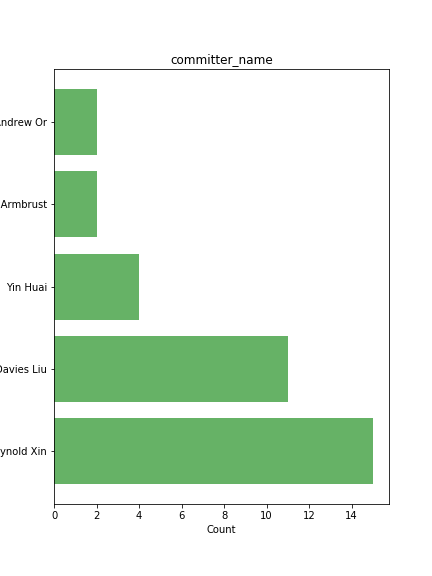 committer_name
Andrew Or
Armbrust
Yin Huai
Davies Liu
ynold Xin
0 2 4 6 8 10 12 14
Count